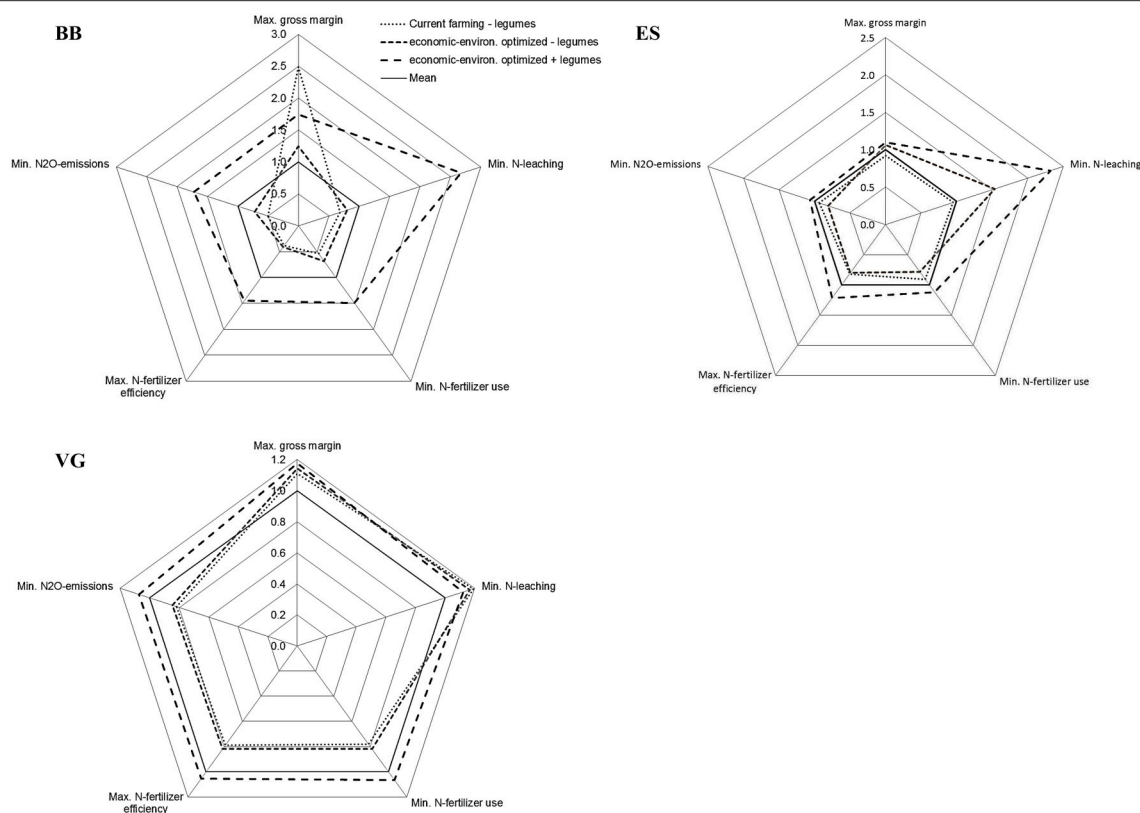 BB
Max. gross margin
3.0
2.5
2.0
1.5
1.0
0.5
0.0
Min. N-leaching
Min. N-fertilizer use
Max. N-fertilizer
efficiency
Min. N2O-emissions
Current farming - legumes
economic-environ. optimized - legumes
economic-environ. optimized + legumes
Mean
ES
Max. gross margin
2.5
2.0
1.5
1.0
0.5
0.0
Min. N-leaching
Min. N-fertilizer use
Max. N-fertilizer
efficiency
Min. N2O-emissions
VG
Max. gross margin
1.2
1.0
0.8
0.6
0.4
0.2
0.0
Min. N-leaching
Min. N-fertilizer use
Max. N-fertilizer
efficiency
Min. N2O-emissions